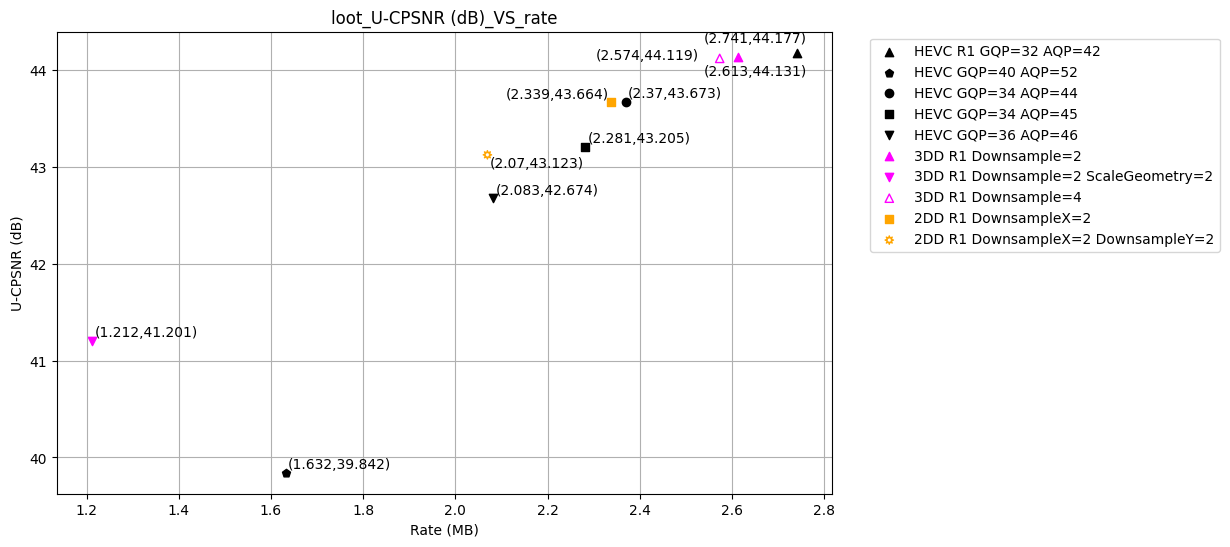 loot_U-CPSNR (dB)_VS_rate
(2.741,44.177)
(2.574,44.119)
(2.613,44.131)
(2.339,43.664)
(2.37,43.673)
(2.281,43.205)
(2.07,43.123)
(2.083,42.674)
(1.212,41.201)
(1.632,39.842)
44
43
42
41
40
U-CPSNR (dB)
1.2
1.4
1.6
1.8
2.0
2.2
2.4
2.6
2.8
Rate (MB)
HEVC R1 GQP=32 AQP=42
HEVC GQP=40 AQP=52
HEVC GQP=34 AQP=44
HEVC GQP=34 AQP=45
HEVC GQP=36 AQP=46
3DD R1 Downsample=2
3DD R1 Downsample=2 ScaleGeometry=2
3DD R1 Downsample=4
2DD R1 DownsampleX=2
2DD R1 DownsampleX=2 DownsampleY=2